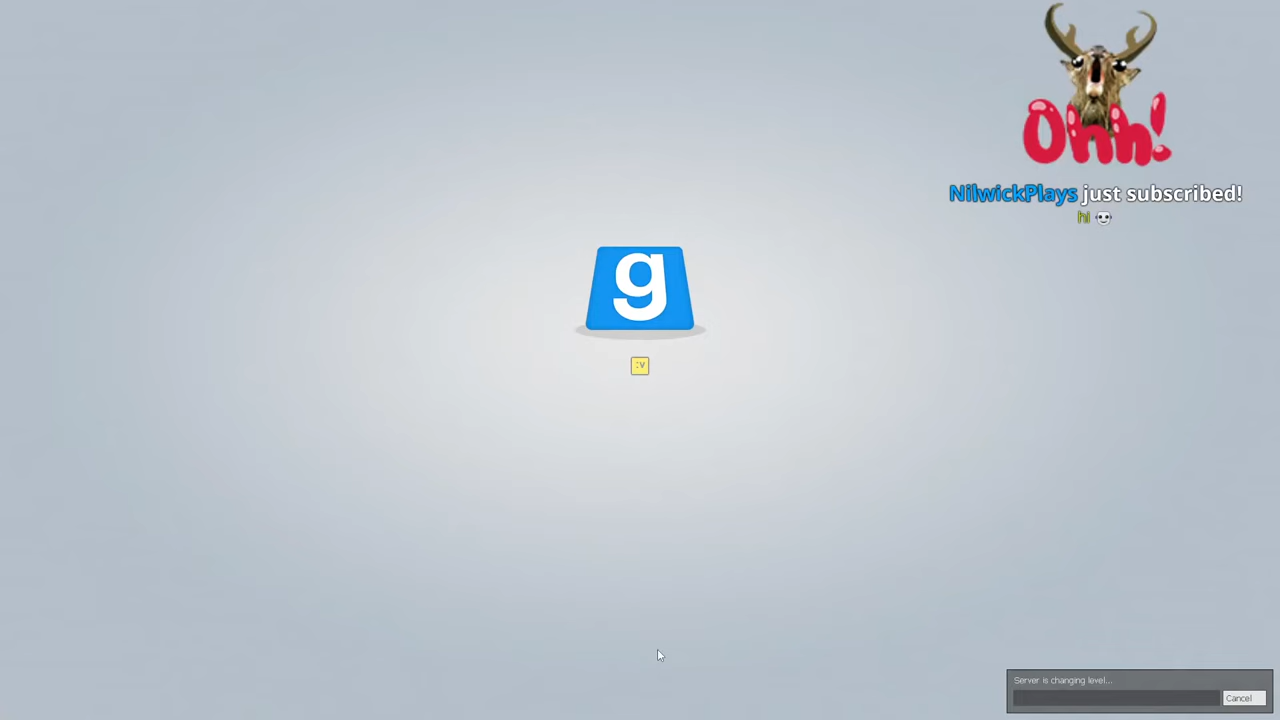 Ohh!
NilwickPlays just subscribed!
hi
g
:v
Server is changing level...
Cancel